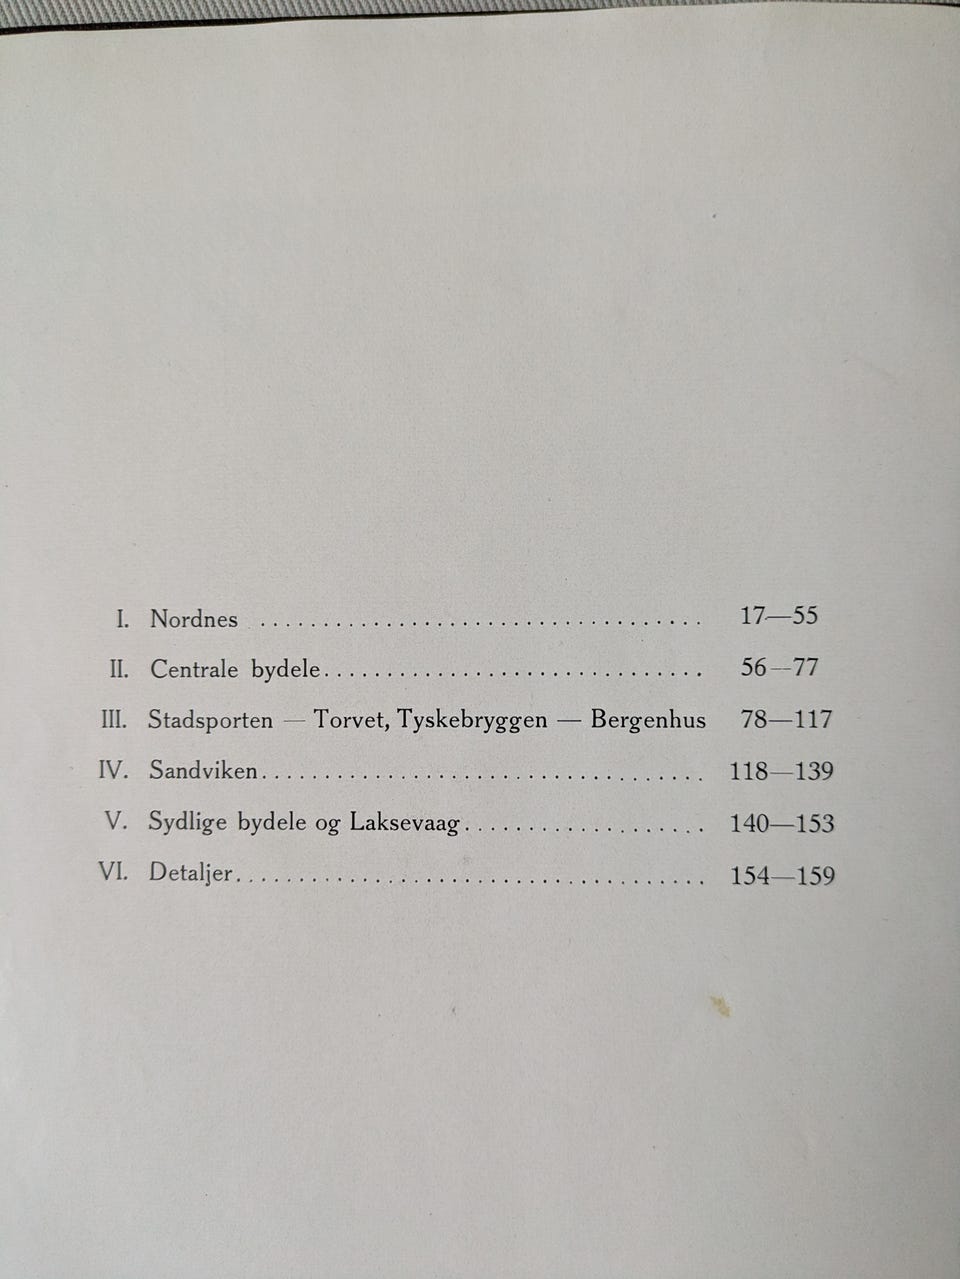 I. Nordnes ................................... 17—55
II. Centrale bydele.............................. 56—77
III. Stadsporten — Torvet, Tyskebryggen — Bergenhus 78—117
IV. Sandviken................................... 118—139
V. Sydlige bydele og Laksevaag................... 140—153
VI. Detaljer..................................... 154—159